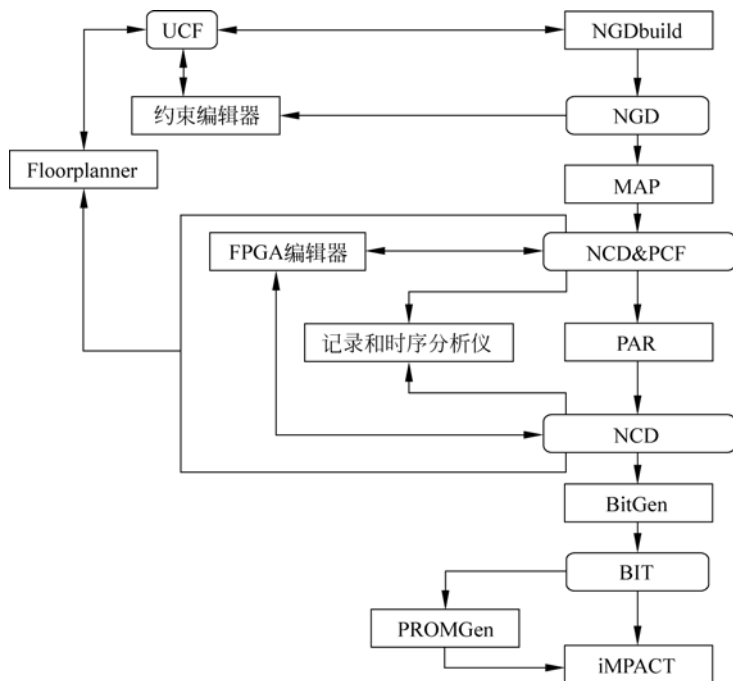 UCF
NGDbuild
约束编辑器
NGD
Floorplanner
MAP
FPGA编辑器
NCD&PCF
记录和时序分析仪
PAR
NCD
BitGen
BIT
PROMGen
iMPACT